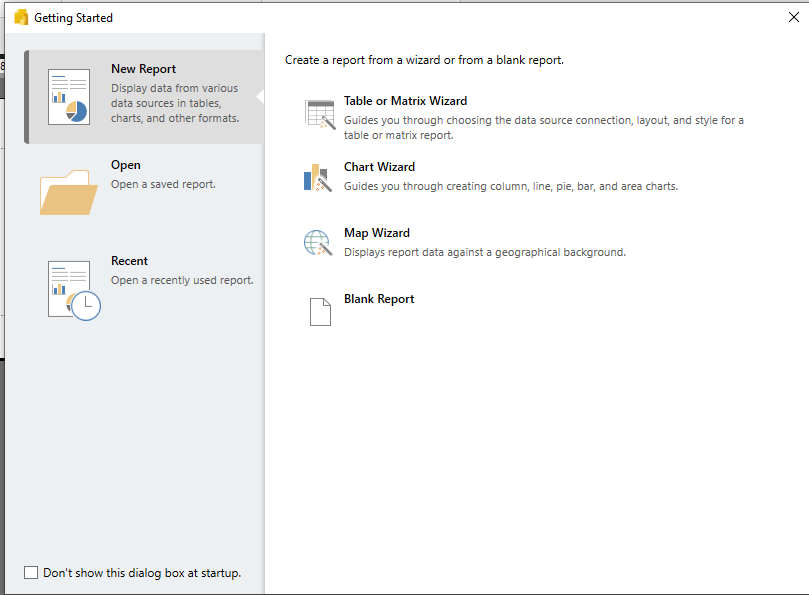 Getting Started
New Report
Display data from various
data sources in tables,
charts, and other formats.
Open
Open a saved report.
Recent
Open a recently used report.
Don't show this dialog box at startup.
Create a report from a wizard or from a blank report.
Table or Matrix Wizard
Guides you through choosing the data source connection, layout, and style for a
table or matrix report.
Chart Wizard
Guides you through creating column, line, pie, bar, and area charts.
Map Wizard
Displays report data against a geographical background.
Blank Report